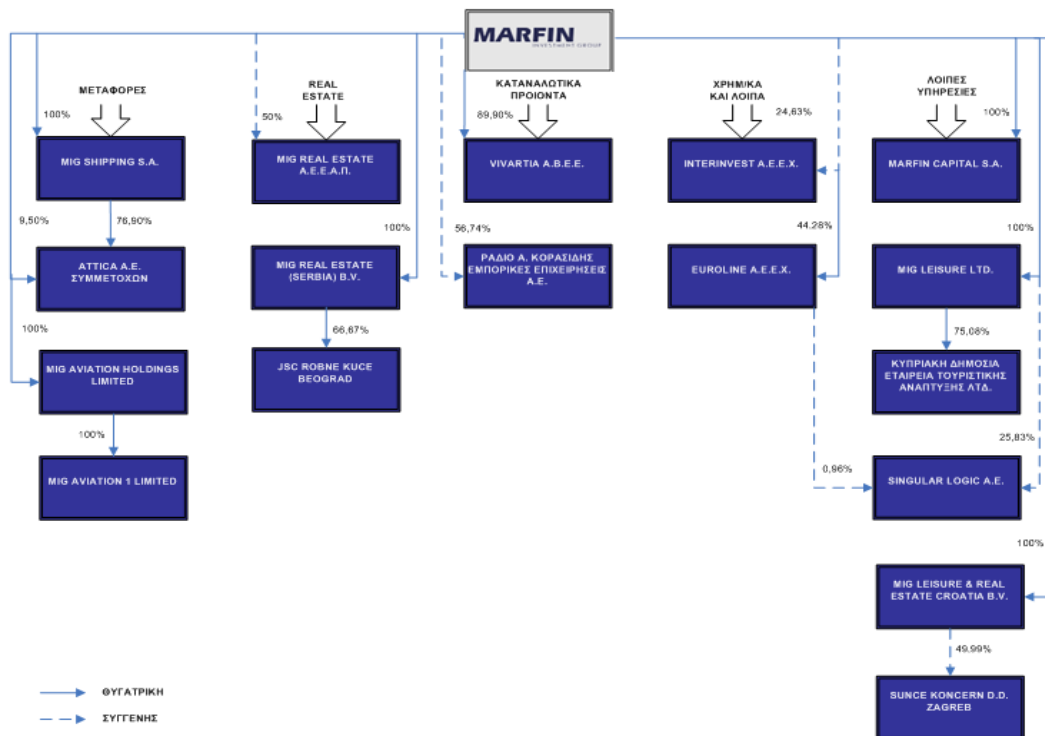 MARFIN
INVESTMENT GROUP
ΜΕΤΑΦΟΡΕΣ
100%
MIG SHIPPING S.A.
9,50%
76,90%
ATTICA A.E.
ΣΥΜΜΕΤΟΧΩΝ
100%
MIG AVIATION HOLDINGS
LIMITED
100%
MIG AVIATION 1 LIMITED
REAL
ESTATE
50%
MIG REAL ESTATE
Α.Ε.Ε.Α.Π.
100%
MIG REAL ESTATE
(SERBIA) B.V.
66,67%
JSC ROBNE KUCE
BEOGRAD
ΚΑΤΑΝΑΛΩΤΙΚΑ
ΠΡΟΙΟΝΤΑ
89,90%
VIVARTIA Α.Β.Ε.Ε.
56,74%
ΡΑΔΙΟ Α. ΚΟΡΑΣΙΔΗΣ
ΕΜΠΟΡΙΚΕΣ ΕΠΙΧΕΙΡΗΣΕΙΣ
Α.Ε.
ΧΡΗΜ/ΚΑ
ΚΑΙ ΛΟΙΠΑ
24,63%
INTERINVEST Α.Ε.Ε.Χ.
44,28%
EUROLINE Α.Ε.Ε.Χ.
0,96%
ΛΟΙΠΕΣ
ΥΠΗΡΕΣΙΕΣ
100%
MARFIN CAPITAL S.A.
100%
MIG LEISURE LTD.
75,08%
ΚΥΠΡΙΑΚΗ ΔΗΜΟΣΙΑ
ΕΤΑΙΡΕΙΑ ΤΟΥΡΙΣΤΙΚΗΣ
ΑΝΑΠΤΥΞΗΣ ΛΤΔ.
25,83%
SINGULAR LOGIC A.E.
100%
MIG LEISURE & REAL
ESTATE CROATIA B.V.
49,99%
SUNCE KONCERN D.D.
ZAGREB
ΘΥΓΑΤΡΙΚΗ
ΣΥΓΓΕΝΗΣ